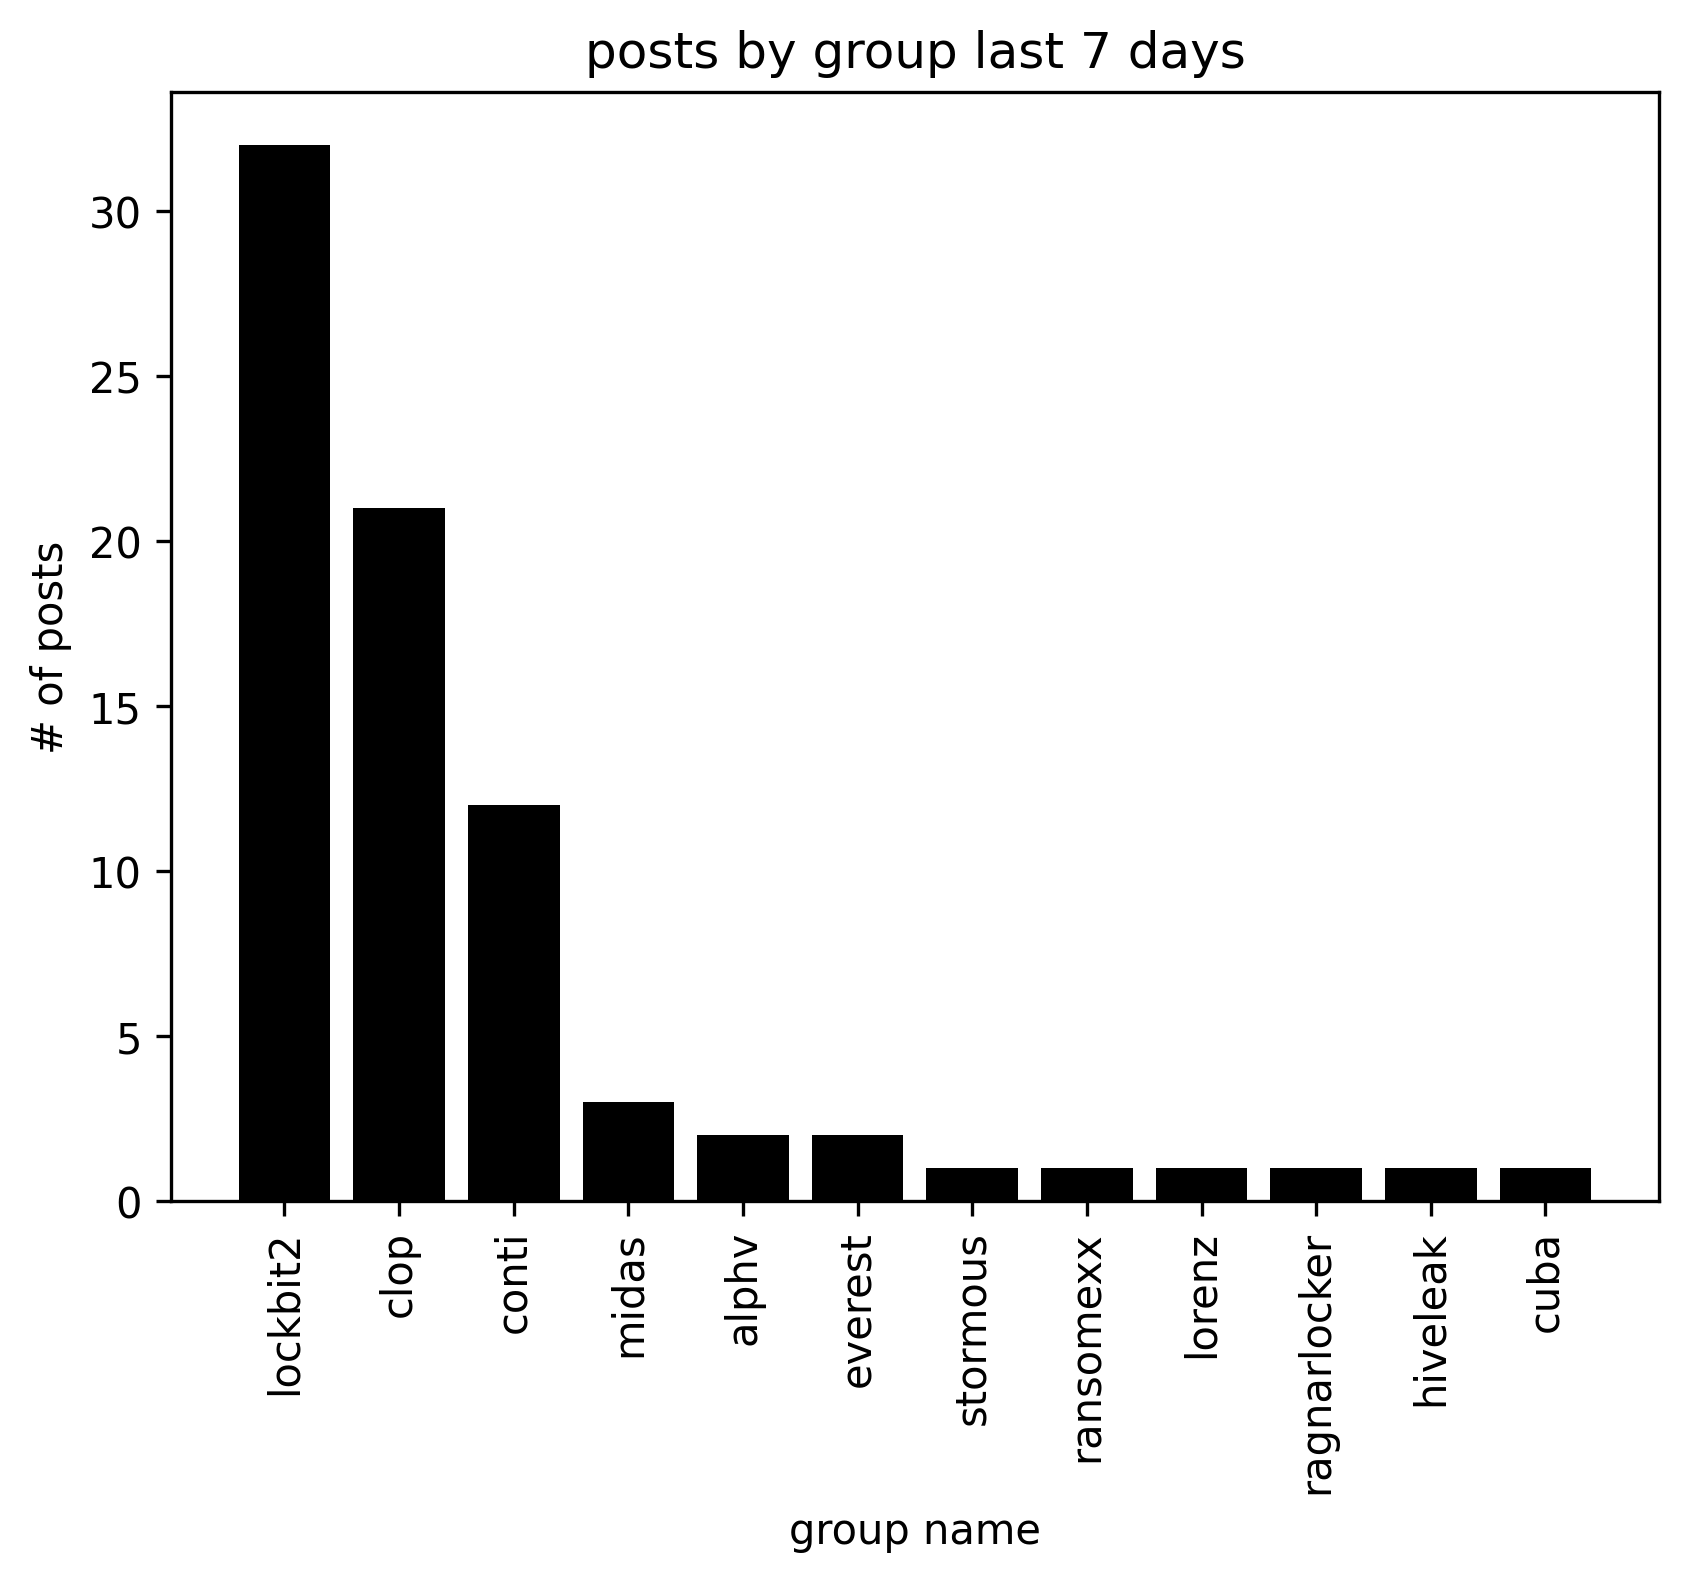 posts by group last 7 days
# of posts
30
25
20
15
10
5
0
lockbit2
clop
conti
midas
alphv
everest
stormous
ransomexx
lorenz
ragnarlocker
hiveleak
cuba
group name